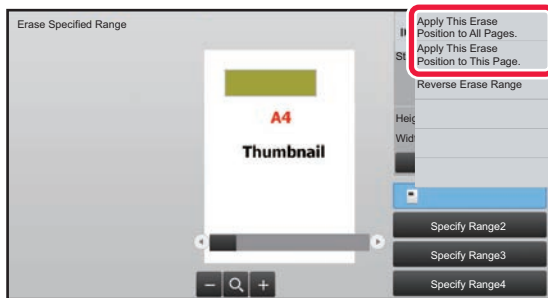 Erase Specified Range
Apply This Erase
Position to All Pages.
Apply This Erase
Position to This Page.
Reverse Erase Range
A4
Thumbnail
Specify Range2
Specify Range3
Specify Range4